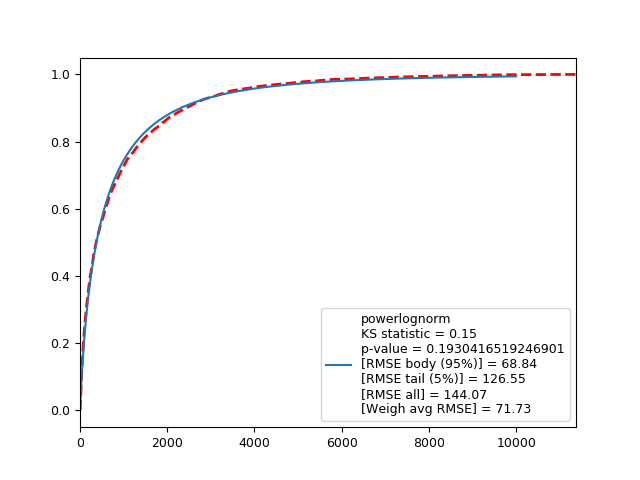 1.0
0.8
0.6
0.4
0.2
0.0
0
2000
4000
6000
8000
10000
powerlognorm
KS statistic = 0.15
p-value = 0.1930416519246901
[RMSE body (95%)] = 68.84
[RMSE tail (5%)] = 126.55
[RMSE all] = 144.07
[Weigh avg RMSE] = 71.73